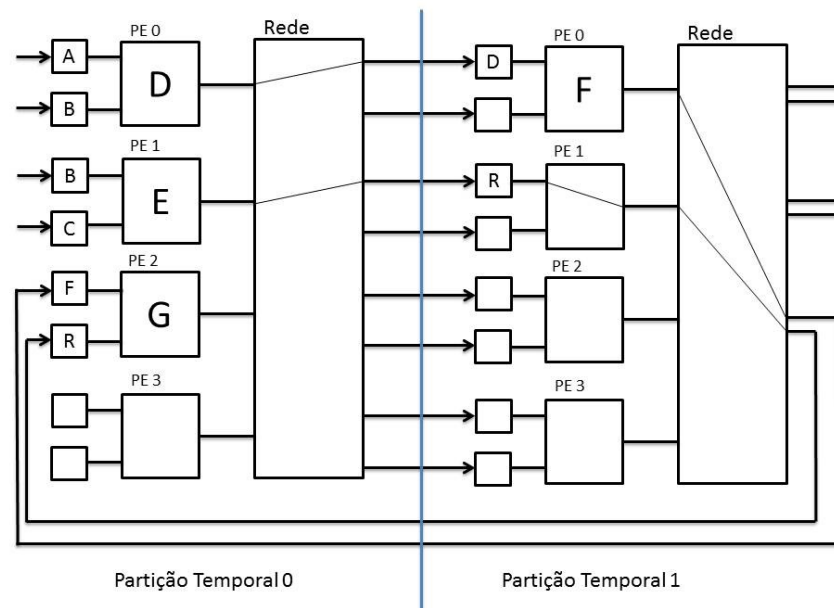 PE 0
Rede
A
D
B
PE 1
B
E
C
PE 2
F
G
R
PE 3
Partição Temporal 0
PE 0
Rede
D
F
PE 1
R
PE 2
PE 3
Partição Temporal 1